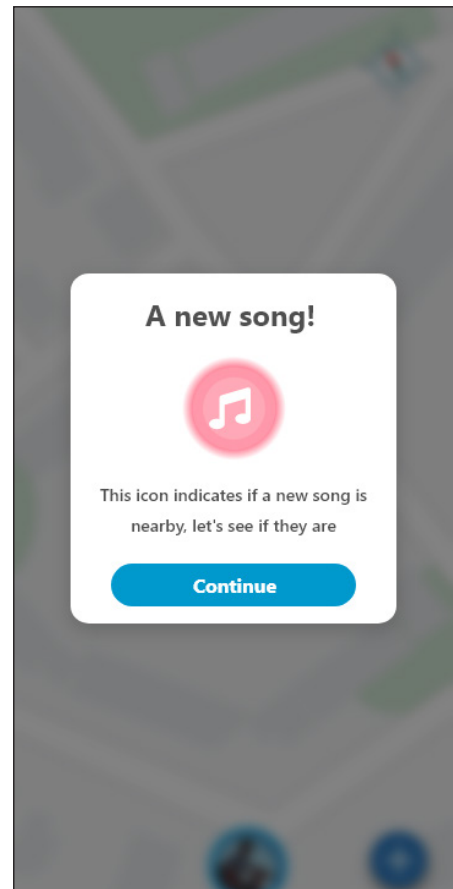 A new song!
This icon indicates if a new song is
nearby, let's see if they are
Continue